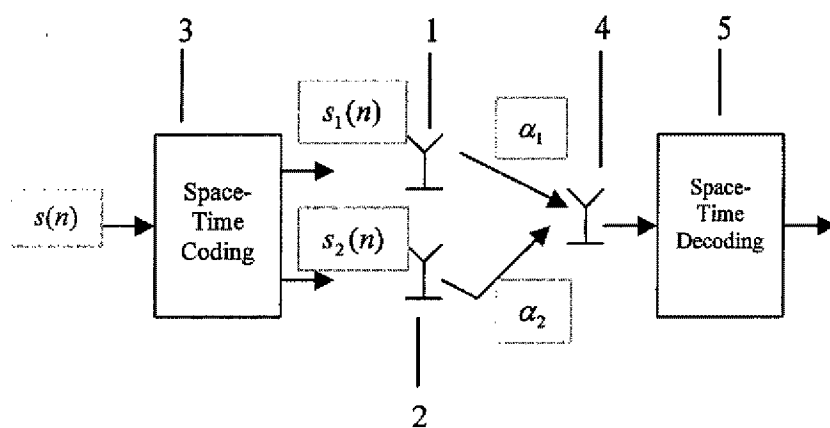 3
1
4
5
s₁(n)
α₁
s(n)
Space-
Time
Coding
s₂(n)
Space-
Time
Decoding
α₂
2